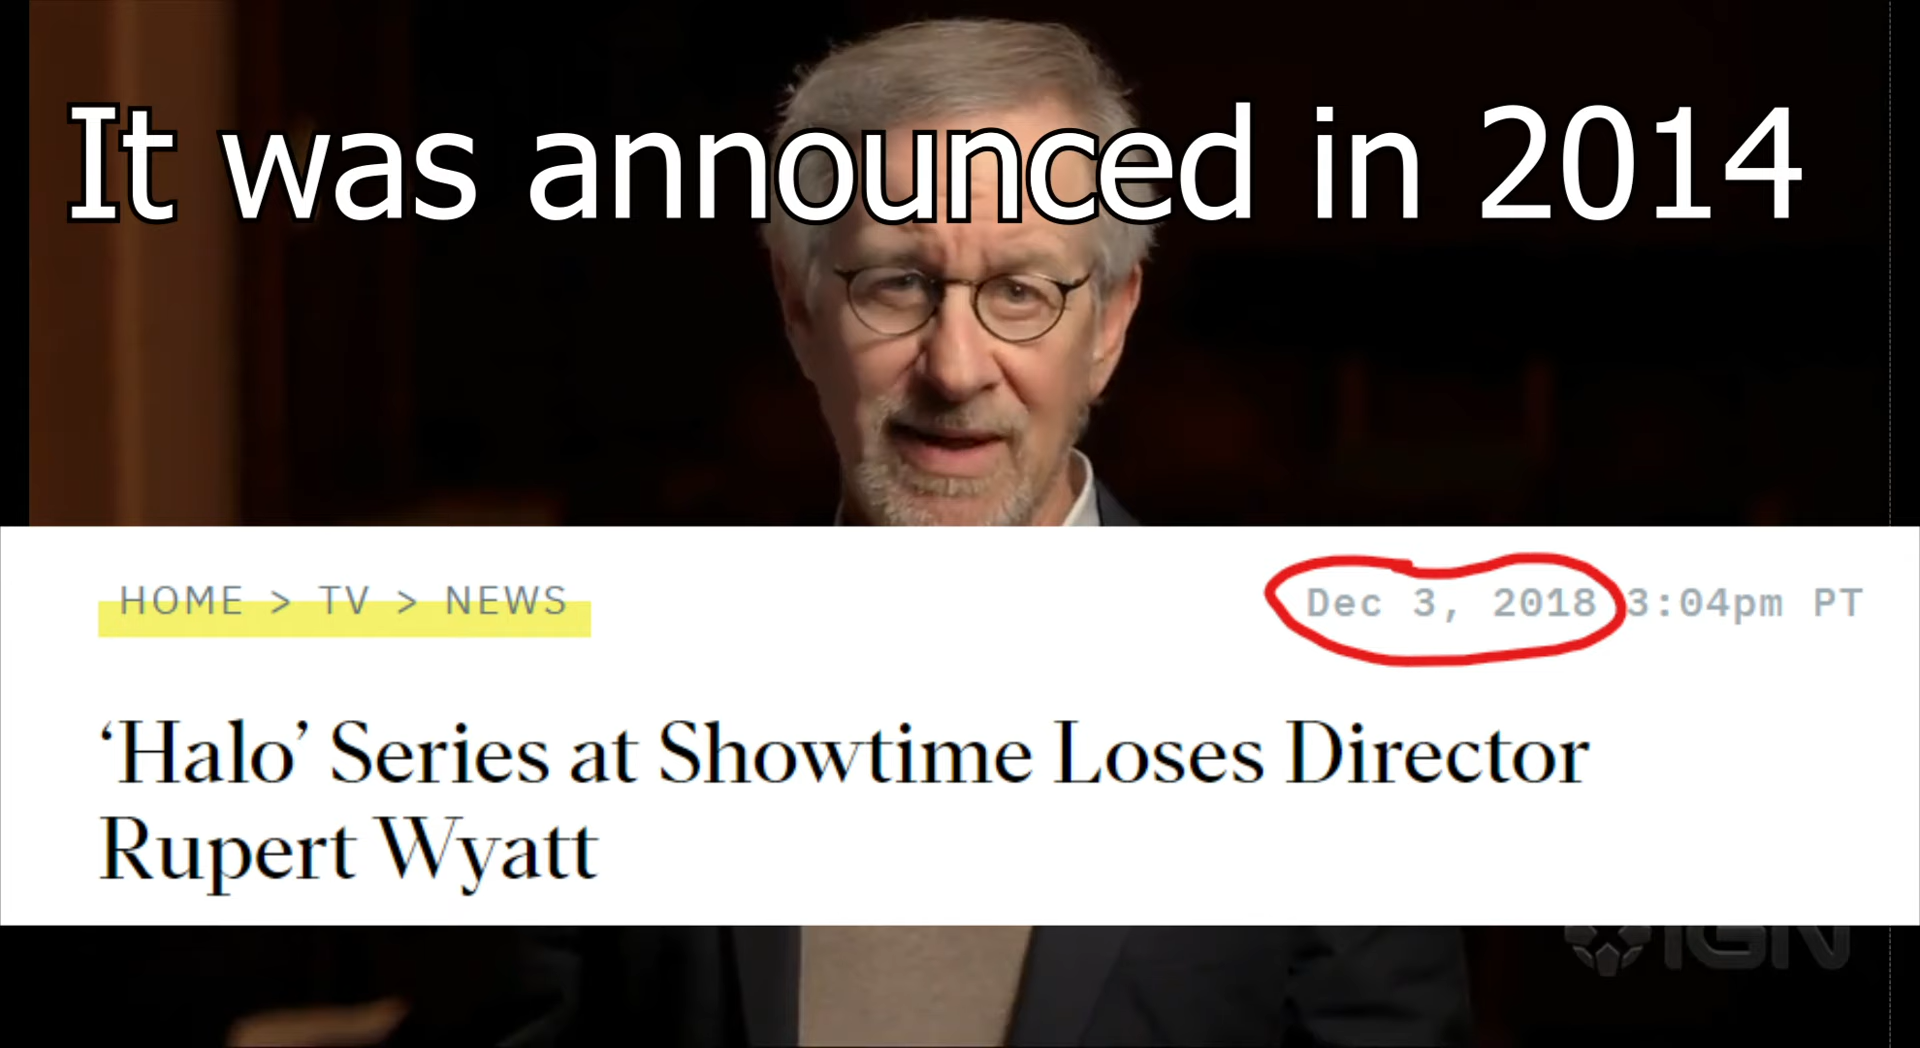 It was announced in 2014
HOME > TV > NEWS
Dec 3, 2018 3:04pm PT
‘Halo’ Series at Showtime Loses Director
Rupert Wyatt
IGN